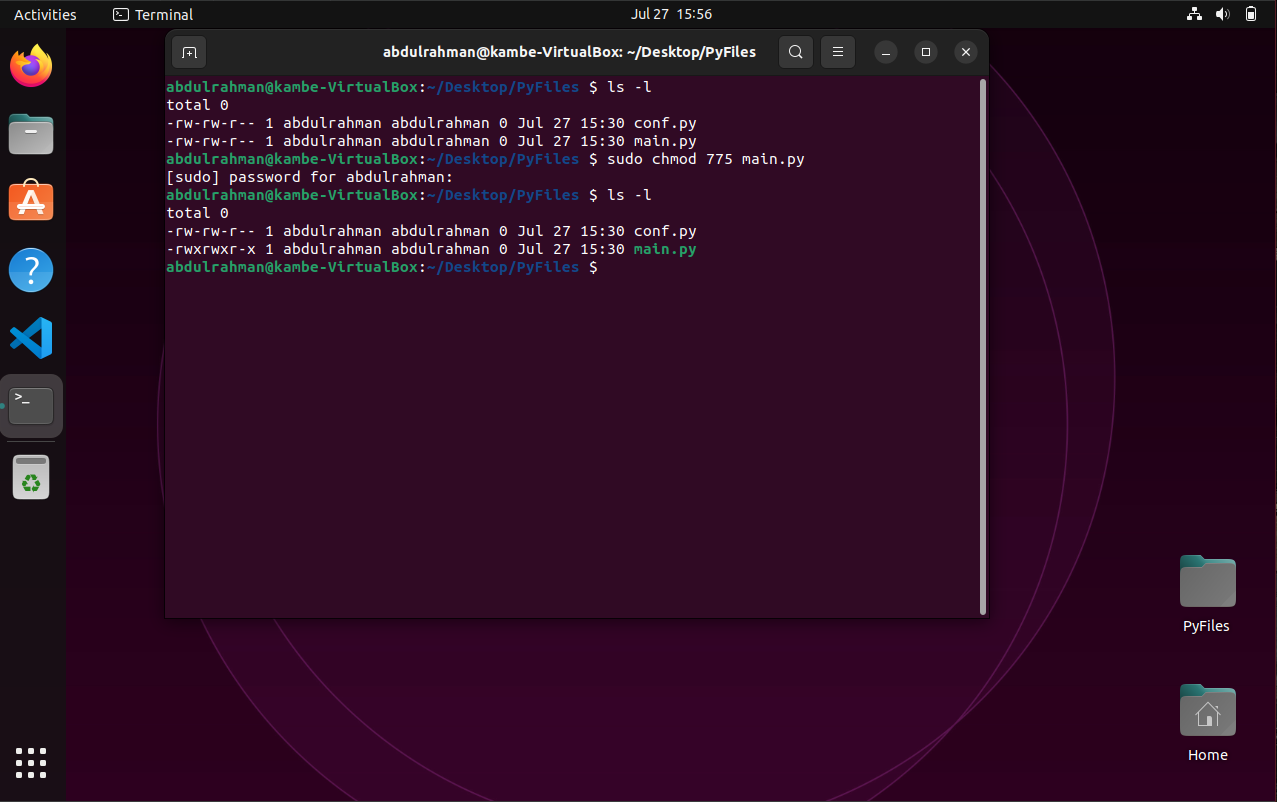 Activities
Terminal
Jul 27 15:56
abdulrahman@kambe-VirtualBox: ~/Desktop/PyFiles
abdulrahman@kambe-VirtualBox:~/Desktop/PyFiles $ ls -l
total 0
-rw-rw-r-- 1 abdulrahman abdulrahman 0 Jul 27 15:30 conf.py
-rw-rw-r-- 1 abdulrahman abdulrahman 0 Jul 27 15:30 main.py
abdulrahman@kambe-VirtualBox:~/Desktop/PyFiles $ sudo chmod 775 main.py
[sudo] password for abdulrahman:
abdulrahman@kambe-VirtualBox:~/Desktop/PyFiles $ ls -l
total 0
-rw-rw-r-- 1 abdulrahman abdulrahman 0 Jul 27 15:30 conf.py
-rwxrwxr-x 1 abdulrahman abdulrahman 0 Jul 27 15:30 main.py
abdulrahman@kambe-VirtualBox:~/Desktop/PyFiles $
PyFiles
Home